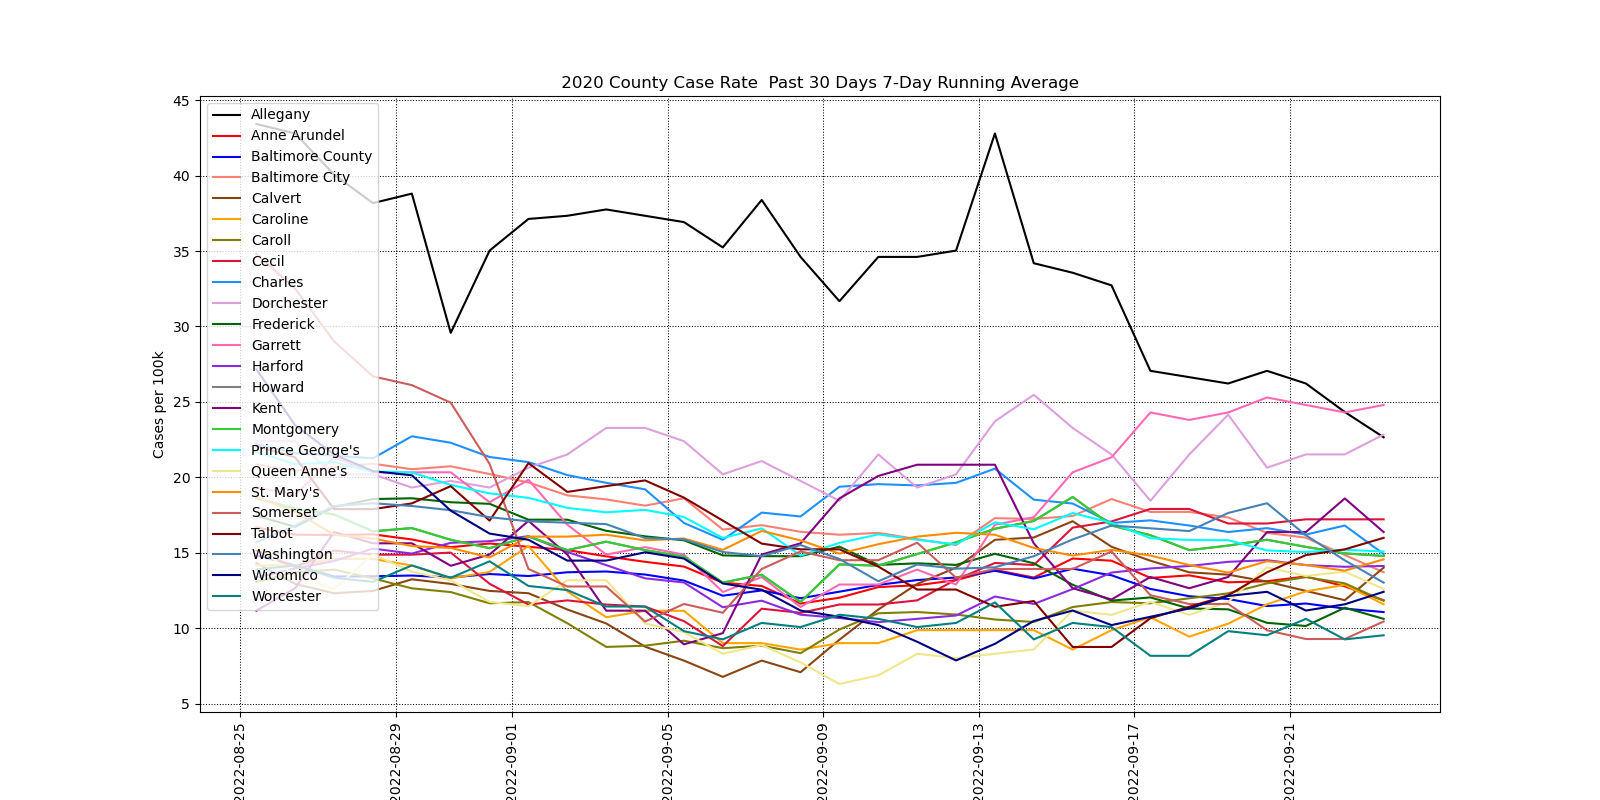 2020 County Case Rate  Past 30 Days 7-Day Running Average
Cases per 100k
45
40
35
30
25
20
15
10
5
Allegany
Anne Arundel
Baltimore County
Baltimore City
Calvert
Caroline
Caroll
Cecil
Charles
Dorchester
Frederick
Garrett
Harford
Howard
Kent
Montgomery
Prince George's
Queen Anne's
St. Mary's
Somerset
Talbot
Washington
Wicomico
Worcester
2022-08-25
2022-08-29
2022-09-01
2022-09-05
2022-09-09
2022-09-13
2022-09-17
2022-09-21